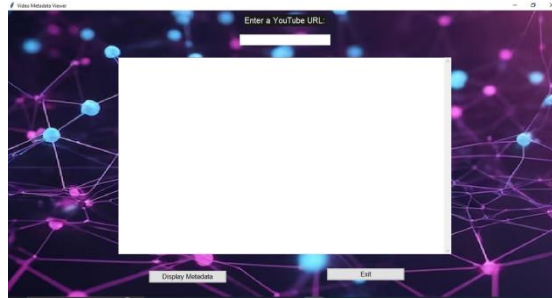 Video Metadata Viewer
Enter a YouTube URL:
Display Metadata
Exit